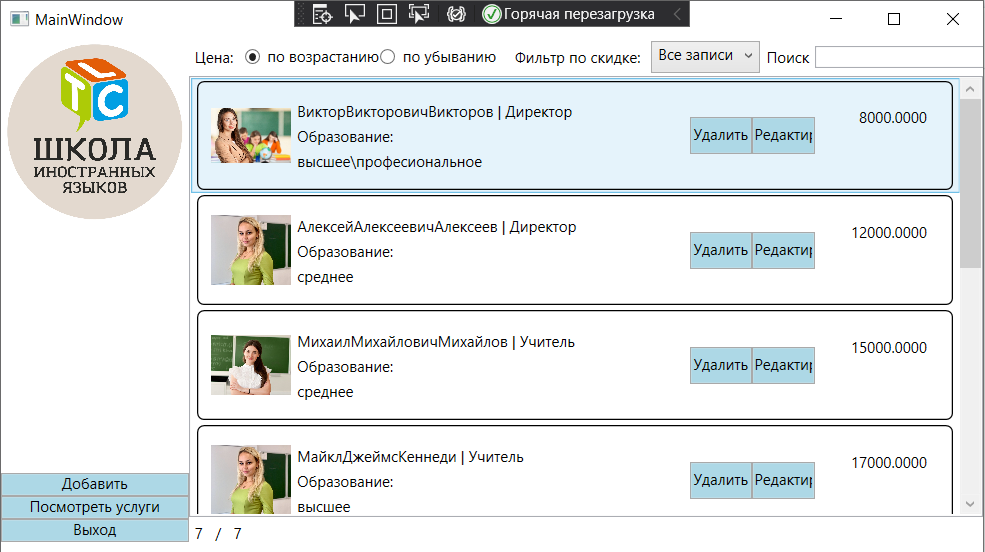 MainWindow
Горячая перезагрузка
LTC
ШКОЛА
ИНОСТРАННЫХ
ЯЗЫКОВ
Цена: по возрастанию по убыванию Фильтр по скидке: Все записи Поиск
ВикторВикторовичВикторов | Директор
Образование:
высшее\професиональное
Удалить Редактир
8000.0000
АлексейАлексеевичАлексеев | Директор
Образование:
среднее
Удалить Редактир
12000.0000
МихаилМихайловичМихайлов | Учитель
Образование:
среднее
Удалить Редактир
15000.0000
МайклДжеймсКеннеди | Учитель
Образование:
высшее
Удалить Редактир
17000.0000
Добавить
Посмотреть услуги
Выход
7 / 7